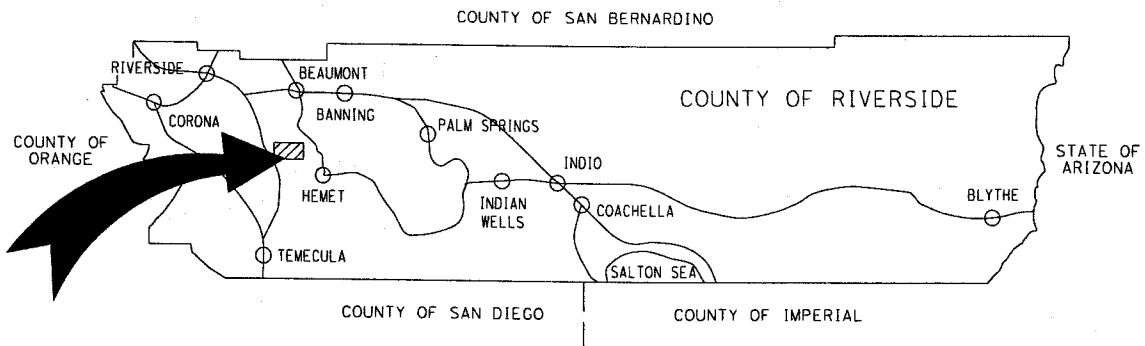 COUNTY OF SAN BERNARDINO
RIVERSIDE
BEAUMONT
COUNTY OF RIVERSIDE
CORONA
BANNING
PALM SPRINGS
COUNTY OF
ORANGE
STATE OF
ARIZONA
INDIO
HEMET
BLYTHE
INDIAN
WELLS
COACHELLA
TEMECULA
SALTON SEA
COUNTY OF SAN DIEGO
COUNTY OF IMPERIAL